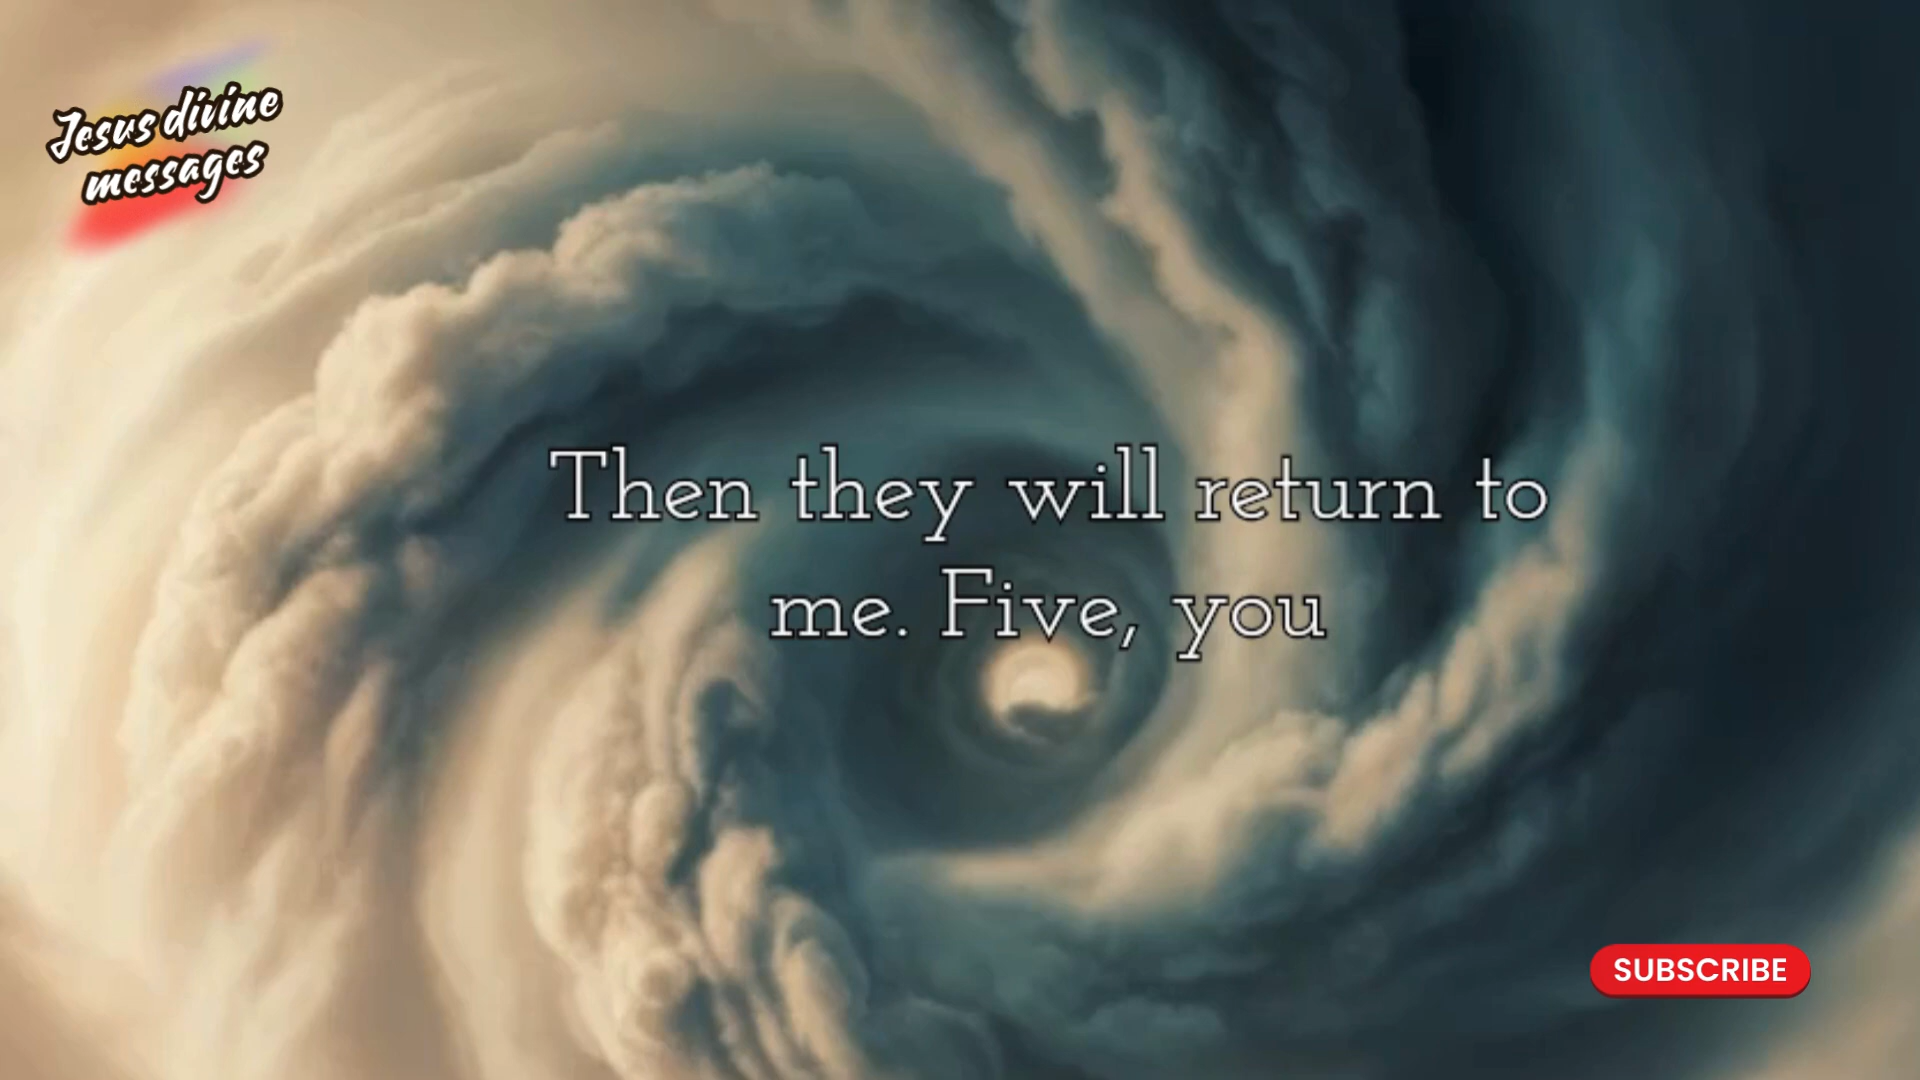 Jesus divine
messages
Then they will return to
me. Five, you
SUBSCRIBE